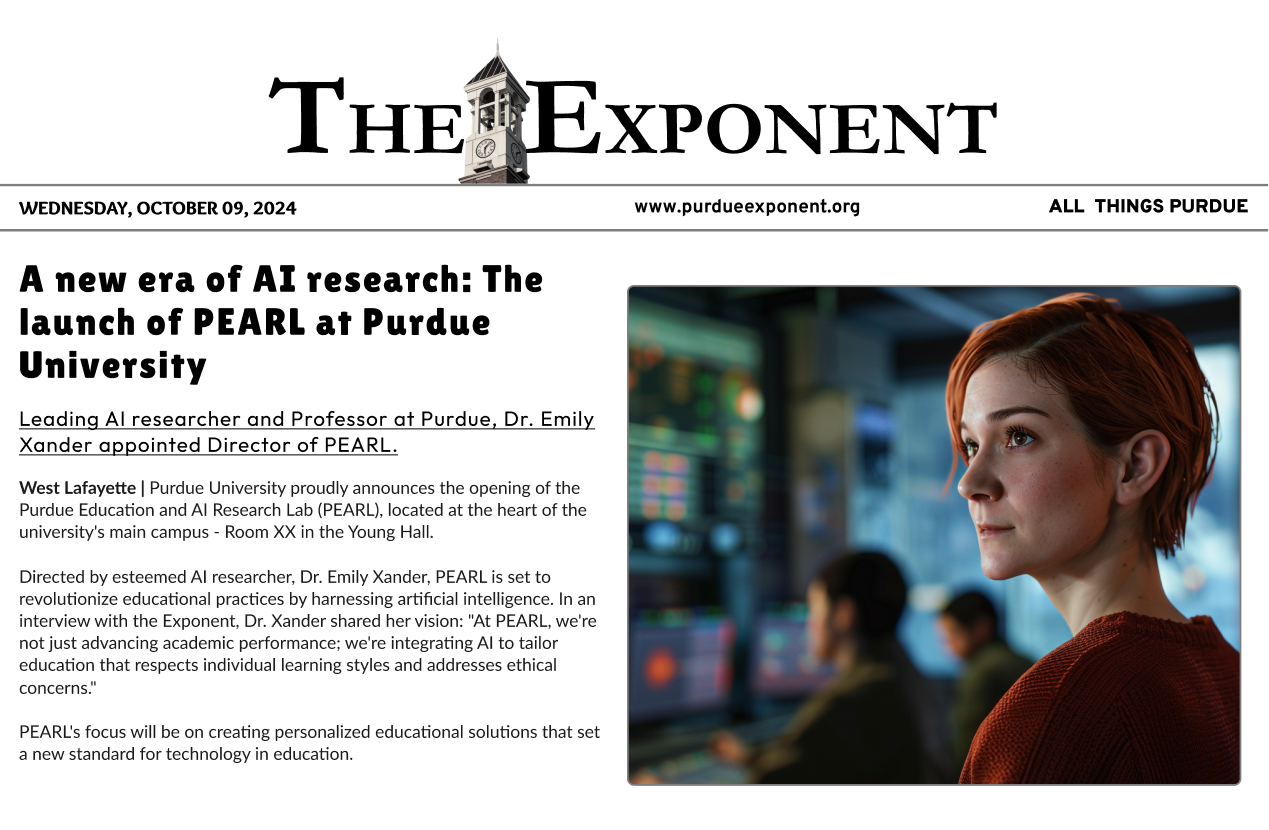 THE EXPONENT
WEDNESDAY, OCTOBER 09, 2024
www.purdueexponent.org
ALL THINGS PURDUE
A new era of AI research: The
launch of PEARL at Purdue
University
Leading AI researcher and Professor at Purdue, Dr. Emily
Xander appointed Director of PEARL.
West Lafayette | Purdue University proudly announces the opening of the
Purdue Education and AI Research Lab (PEARL), located at the heart of the
university's main campus - Room XX in the Young Hall.
Directed by esteemed AI researcher, Dr. Emily Xander, PEARL is set to
revolutionize educational practices by harnessing artificial intelligence. In an
interview with the Exponent, Dr. Xander shared her vision: "At PEARL, we're
not just advancing academic performance; we're integrating AI to tailor
education that respects individual learning styles and addresses ethical
concerns."
PEARL's focus will be on creating personalized educational solutions that set
a new standard for technology in education.